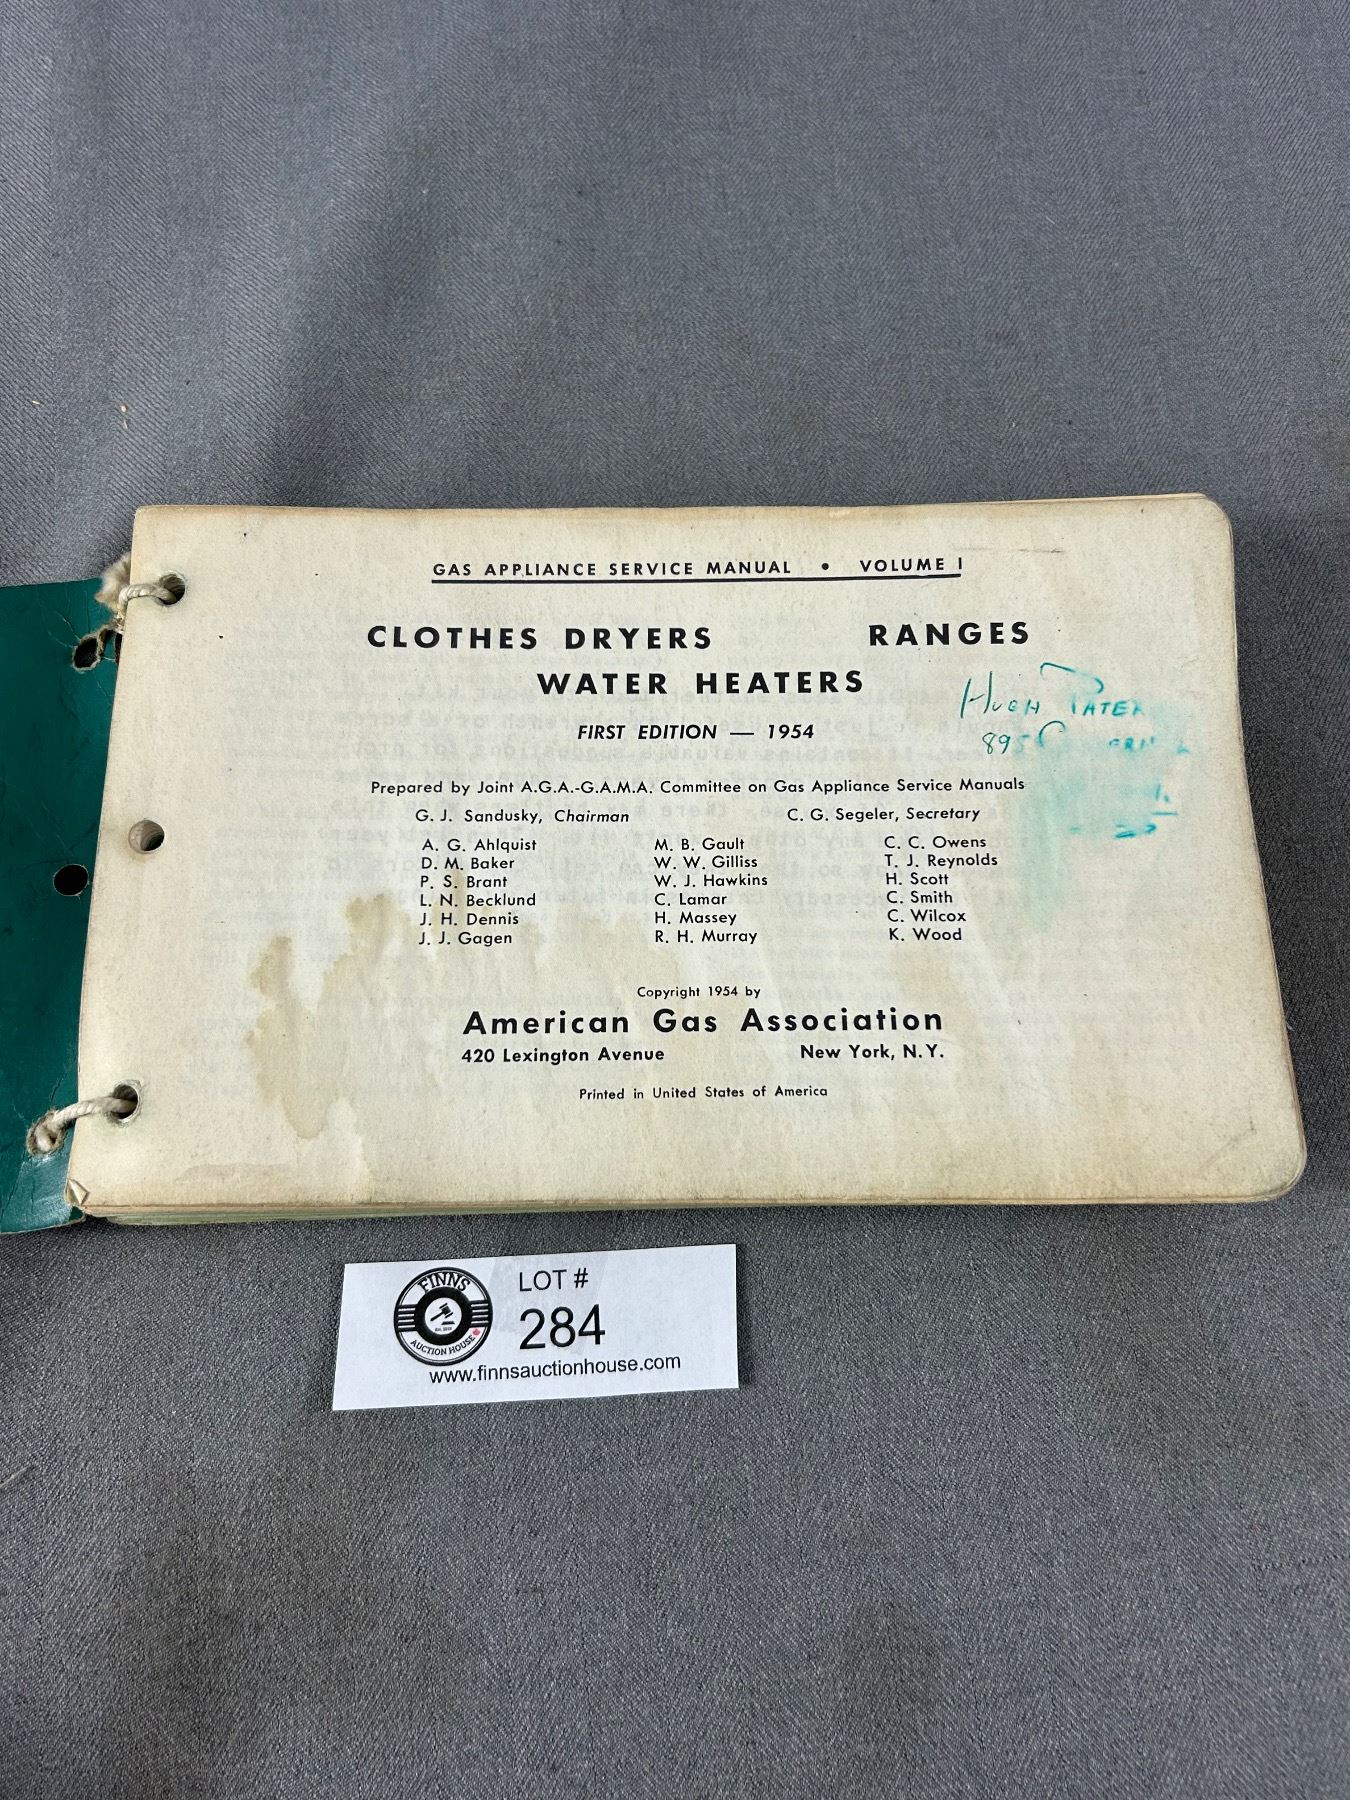 GAS APPLIANCE SERVICE MANUAL • VOLUME I
CLOTHES DRYERS RANGES
WATER HEATERS
FIRST EDITION — 1954
HUGH
895
Prepared by Joint A.G.A.-G.A.M.A. Committee on Gas Appliance Service Manuals
G. J. Sandusky, Chairman C. G. Segeler, Secretary
A. G. Ahlquist M. B. Gault C. C. Owens
D. M. Baker W. W. Gilliss T. J. Reynolds
P. S. Brant W. J. Hawkins H. Scott
L. N. Becklund C. Lamar C. Smith
J. H. Dennis H. Massey C. Wilcox
J. J. Gagen R. H. Murray K. Wood
Copyright 1954 by
American Gas Association
420 Lexington Avenue New York, N.Y.
Printed in United States of America
FINNS
AUCTION HOUSE
LOT #
284
www.finnsauctionhouse.com